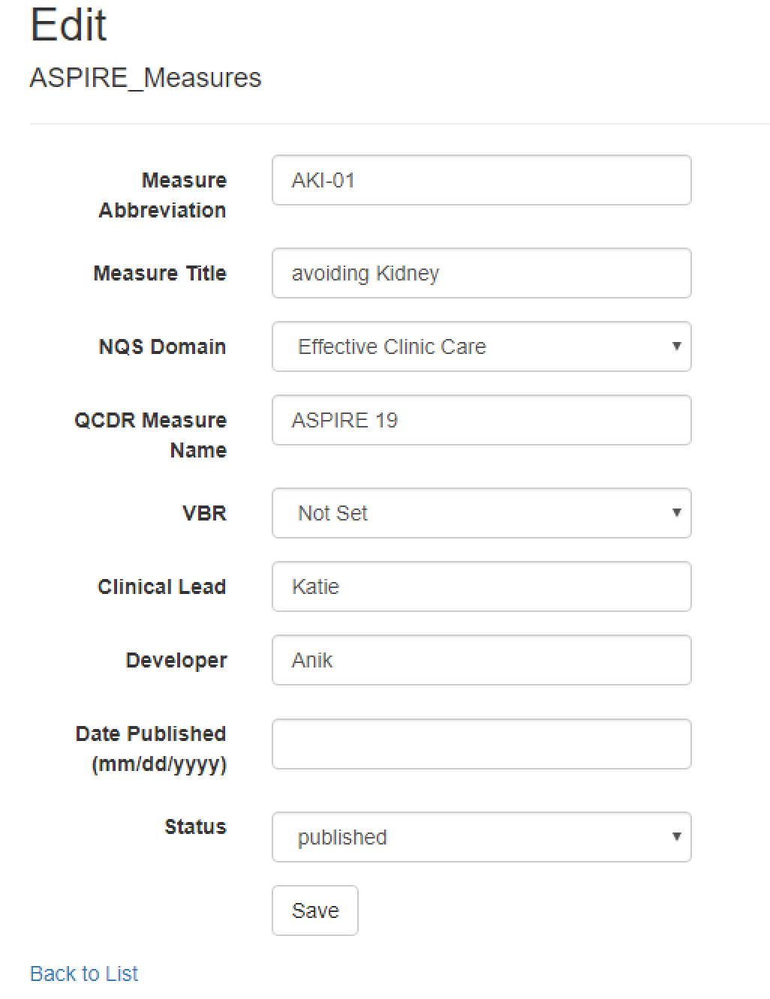 Edit
ASPIRE_Measures
Measure
Abbreviation
AKI-01
Measure Title
avoiding Kidney
NQS Domain
Effective Clinic Care
QCDR Measure
Name
ASPIRE 19
VBR
Not Set
Clinical Lead
Katie
Developer
Anik
Date Published
(mm/dd/yyyy)
Status
published
Save
Back to List